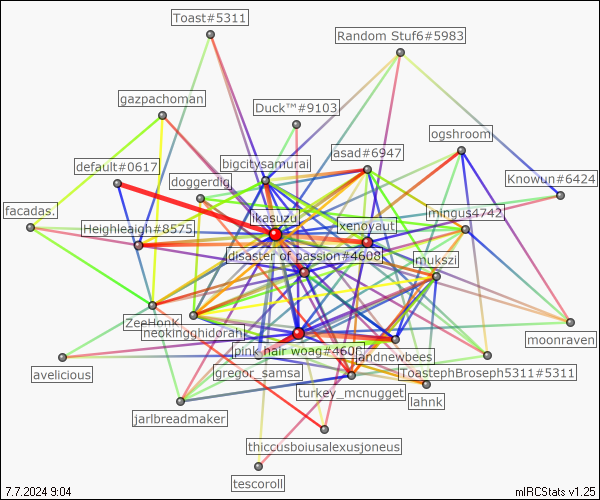 Toast#5311
Random Stuf6#5983
gazpachoman
Duck™#9103
ogshroom
asad#6947
bigcitysamurai
default#0617
doggerdig
Knowun#6424
facadas.
likasuzu
mingus4742
Heighleaigh#8575
xenoyaut
disaster of passion#4608
mukszi
ZeeHonK
neokingghidorah
moonraven
pink hair woag#4600
andnewbees
avelicious
gregor_samsa
ToastephBroseph5311#5311
turkey_mcnugget
lahnk
jarlbreadmaker
thiccusboiusalexusjoneus
tescoroll
7.7.2024 9:04
mIRCStats v1.25